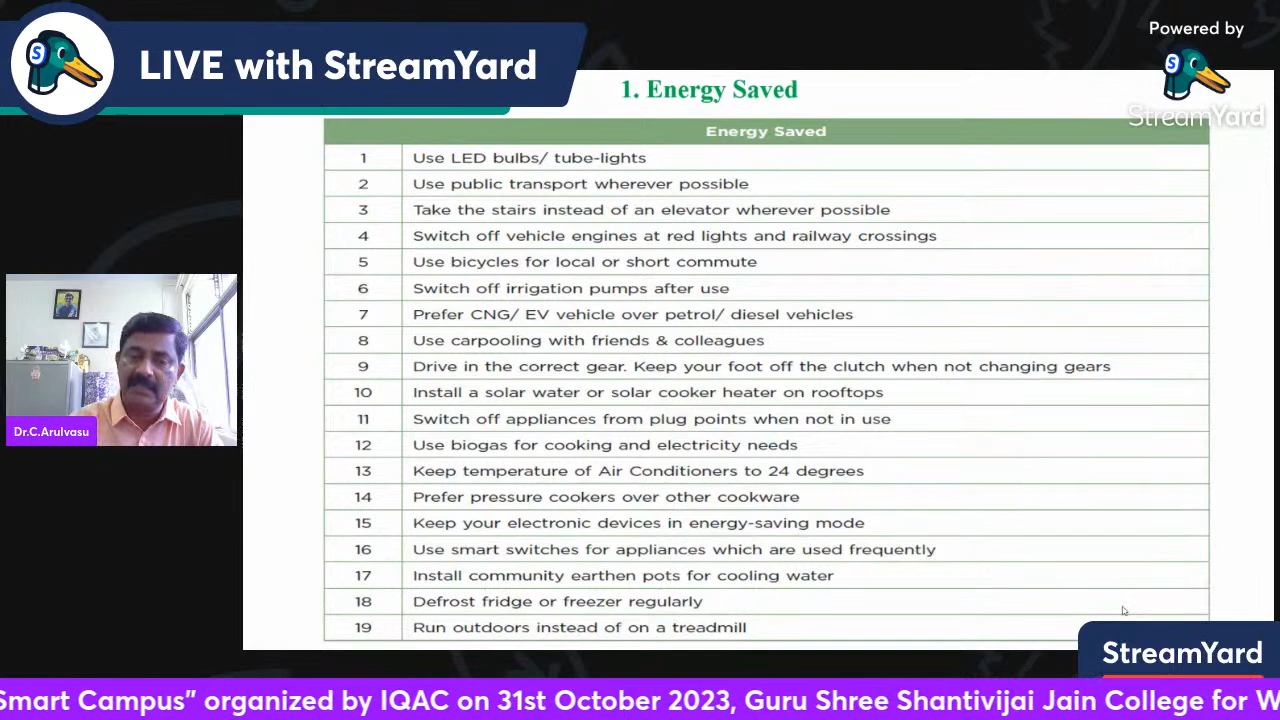 S
LIVE with StreamYard
Powered by
S
StreamYard
1. Energy Saved
Energy Saved
1 Use LED bulbs/ tube-lights
2 Use public transport wherever possible
3 Take the stairs instead of an elevator wherever possible
4 Switch off vehicle engines at red lights and railway crossings
5 Use bicycles for local or short commute
6 Switch off irrigation pumps after use
7 Prefer CNG/ EV vehicle over petrol/ diesel vehicles
8 Use carpooling with friends & colleagues
9 Drive in the correct gear. Keep your foot off the clutch when not changing gears
10 Install a solar water or solar cooker heater on rooftops
11 Switch off appliances from plug points when not in use
12 Use biogas for cooking and electricity needs
13 Keep temperature of Air Conditioners to 24 degrees
14 Prefer pressure cookers over other cookware
15 Keep your electronic devices in energy-saving mode
16 Use smart switches for appliances which are used frequently
17 Install community earthen pots for cooling water
18 Defrost fridge or freezer regularly
19 Run outdoors instead of on a treadmill
Dr.C.Arulvasu
StreamYard
Smart Campus” organized by IQAC on 31st October 2023, Guru Shree Shantivijai Jain College for W